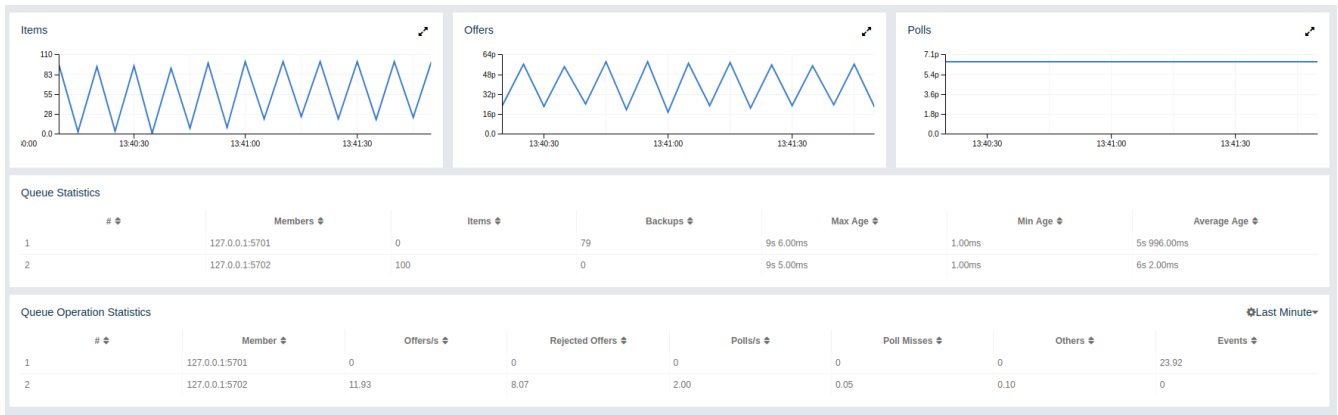 Items Offers Polls
110 64p 7.1p
83 48p 5.4p
55 32p 3.6p
28 16p 1.8p
0.0 0.0 0.0
0:00 13:40:30 13:41:00 13:41:30 13:40:30 13:41:00 13:41:30 13:40:30 13:41:00 13:41:30
Queue Statistics
# Members Items Backups Max Age Min Age Average Age
1 127.0.0.1:5701 0 79 9s 6.00ms 1.00ms 5s 996.00ms
2 127.0.0.1:5702 100 0 9s 5.00ms 1.00ms 6s 2.00ms
Queue Operation Statistics Last Minute
# Member Offers/s Rejected Offers Polls/s Poll Misses Others Events
1 127.0.0.1:5701 0 0 0 0 0 23.92
2 127.0.0.1:5702 11.93 8.07 2.00 0.05 0.10 0